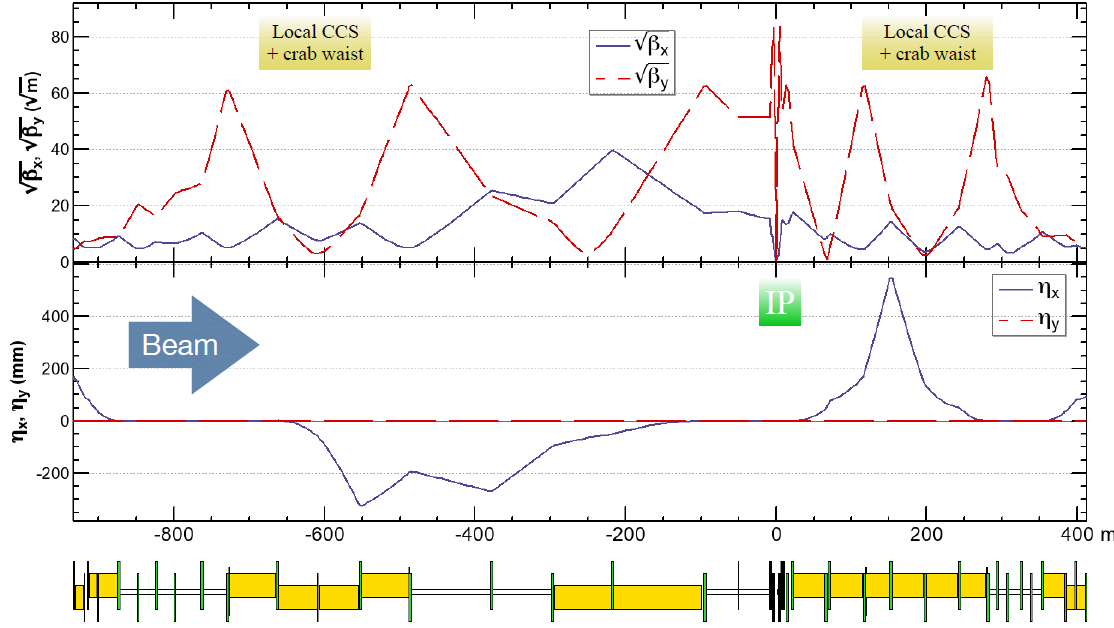 Local CCS
+ crab waist
√βx
√βy
Local CCS
+ crab waist
√βx, √βy (√m)
80
60
40
20
0
IP
ηx
ηy
Beam
ηx, ηy (mm)
400
200
0
-200
-800
-600
-400
-200
0
200
400 m